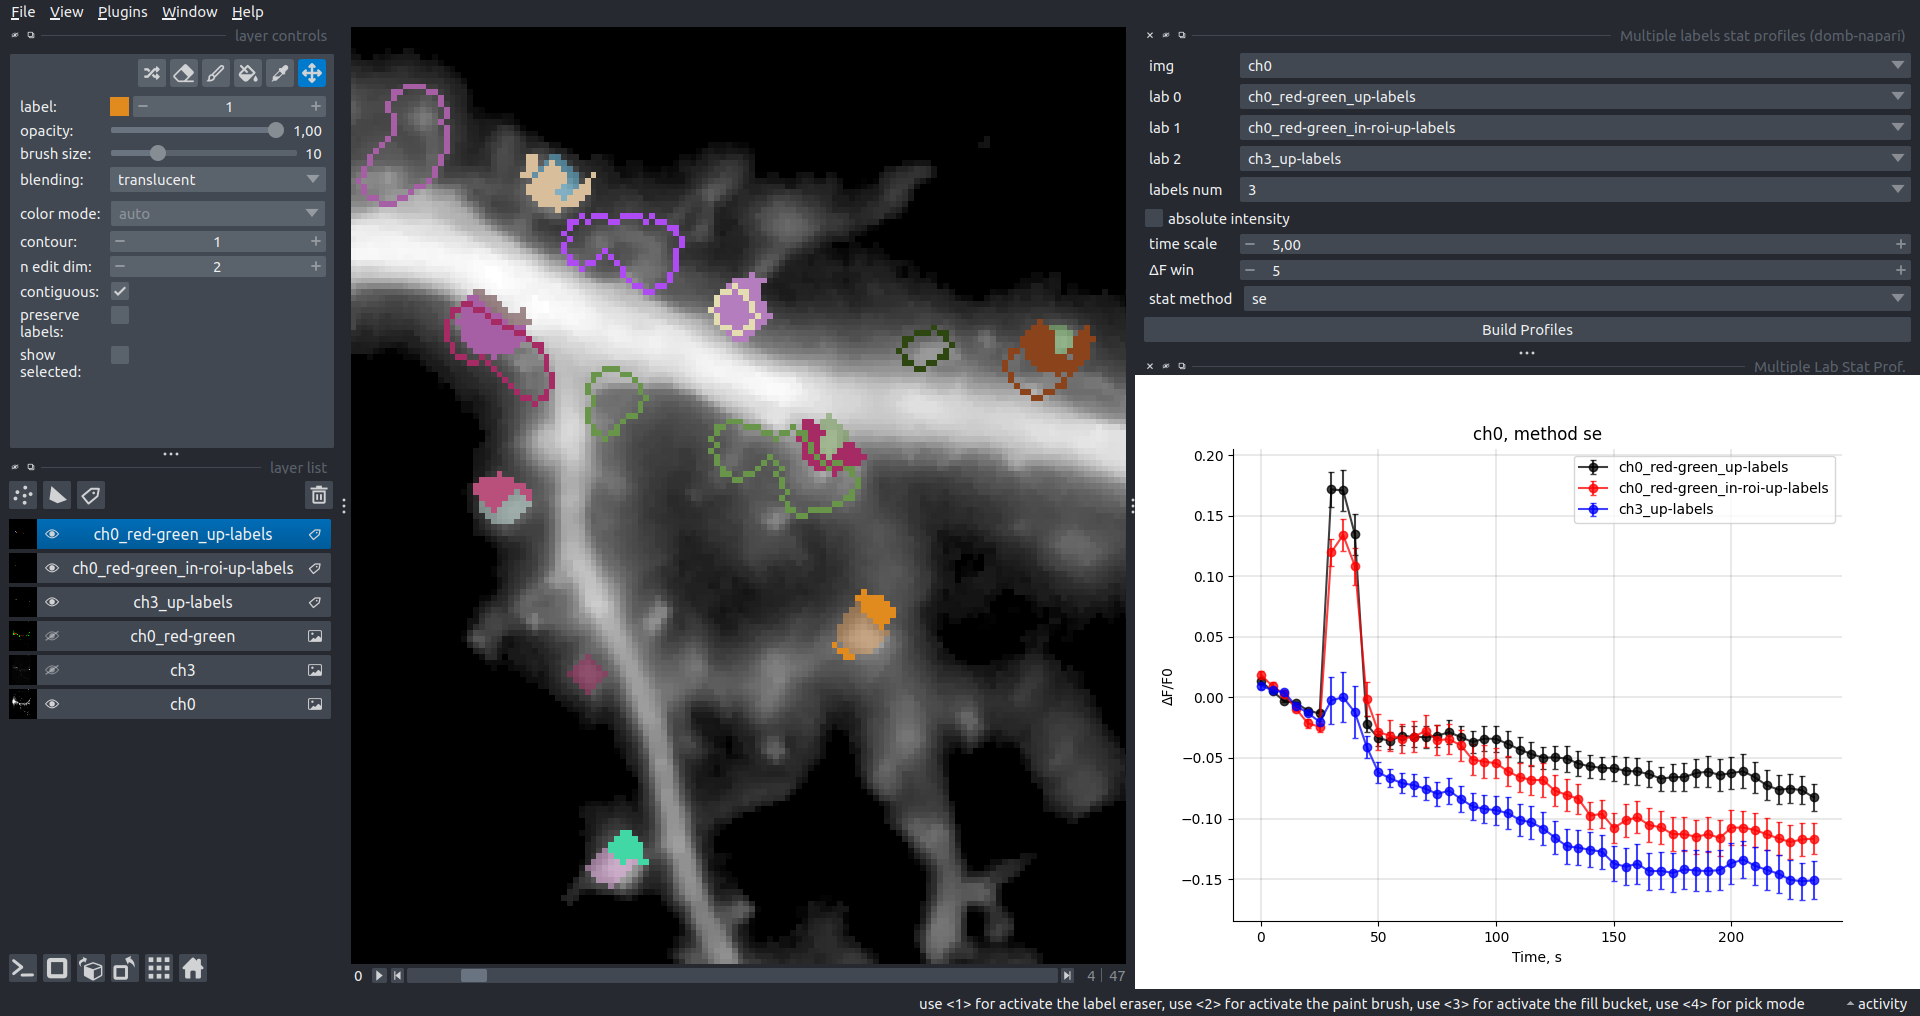 File View Plugins Window Help
layer controls
label: 1
opacity: 1,00
brush size: 10
blending: translucent
color mode: auto
contour: 1
n edit dim: 2
contiguous:
preserve
labels:
show
selected:
layer list
ch0_red-green_up-labels
ch0_red-green_in-roi-up-labels
ch3_up-labels
ch0_red-green
ch3
ch0
0
4 | 47
Multiple labels stat profiles (domb-napari)
img ch0
lab 0 ch0_red-green_up-labels
lab 1 ch0_red-green_in-roi-up-labels
lab 2 ch3_up-labels
labels num 3
absolute intensity
time scale 5,00
ΔF win 5
stat method se
Build Profiles
Multiple Lab Stat Prof.
ch0, method se
ch0_red-green_up-labels
ch0_red-green_in-roi-up-labels
ch3_up-labels
ΔF/F0
0.20
0.15
0.10
0.05
0.00
−0.05
−0.10
−0.15
0 50 100 150 200
Time, s
use <1> for activate the label eraser, use <2> for activate the paint brush, use <3> for activate the fill bucket, use <4> for pick mode
activity